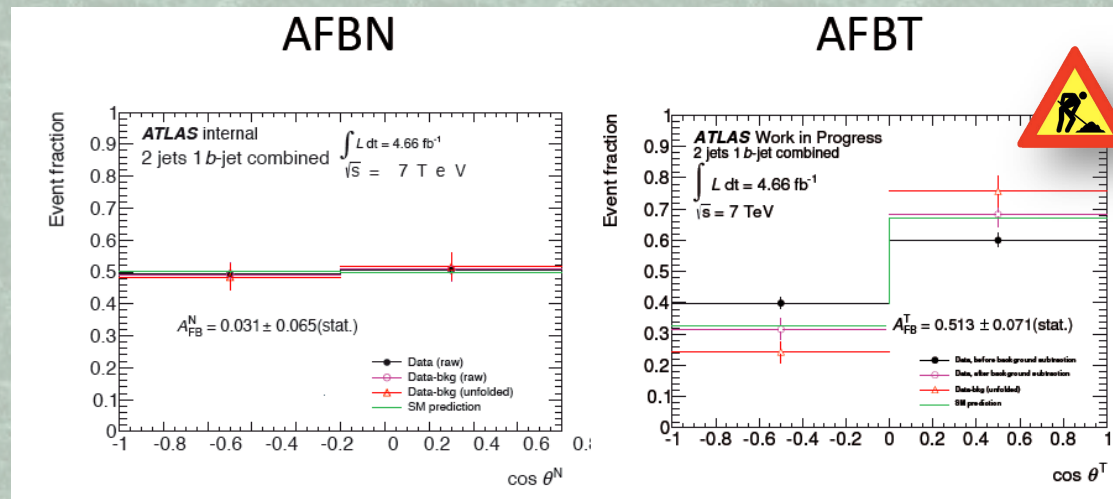 AFBN
AFBT
ATLAS internal
2 jets 1 b-jet combined
∫ L dt = 4.66 fb⁻¹
√s = 7 T e V
Event fraction
1
0.9
0.8
0.7
0.6
0.5
0.4
0.3
0.2
0.1
0
A^N_FB = 0.031 ± 0.065(stat.)
Data (raw)
Data-bkg (raw)
Data-bkg (unfolded)
SM prediction
-1 -0.8 -0.6 -0.4 -0.2 0 0.2 0.4 0.6 0.8
cos θ^N
ATLAS Work in Progress
2 jets 1 b-jet combined
∫ L dt = 4.66 fb⁻¹
√s = 7 TeV
Event fraction
1
0.9
0.8
0.7
0.6
0.5
0.4
0.3
0.2
0.1
0
A^T_FB = 0.513 ± 0.071(stat.)
Data, before background subtraction
Data, after background subtraction
Data-bkg (unfolded)
SM prediction
-1 -0.8 -0.6 -0.4 -0.2 0 0.2 0.4 0.6 0.8 1
cos θ^T